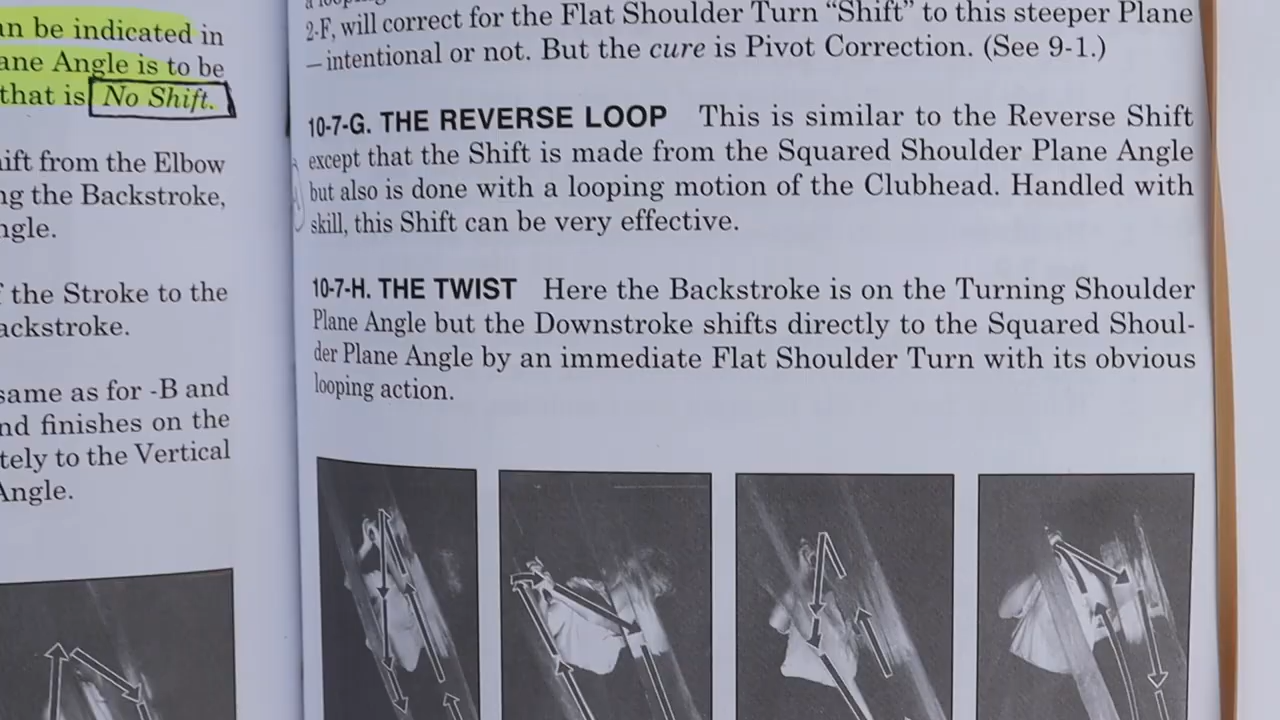 an be indicated in
ane Angle is to be
that is No Shift.
ift from the Elbow
ng the Backstroke,
ngle.
f the Stroke to the
ackstroke.
same as for -B and
nd finishes on the
tely to the Vertical
Angle.
2-F, will correct for the Flat Shoulder Turn “Shift” to this steeper Plane
—intentional or not. But the cure is Pivot Correction. (See 9-1.)
10-7-G. THE REVERSE LOOP This is similar to the Reverse Shift
except that the Shift is made from the Squared Shoulder Plane Angle
but also is done with a looping motion of the Clubhead. Handled with
skill, this Shift can be very effective.
10-7-H. THE TWIST Here the Backstroke is on the Turning Shoulder
Plane Angle but the Downstroke shifts directly to the Squared Shoul-
der Plane Angle by an immediate Flat Shoulder Turn with its obvious
looping action.